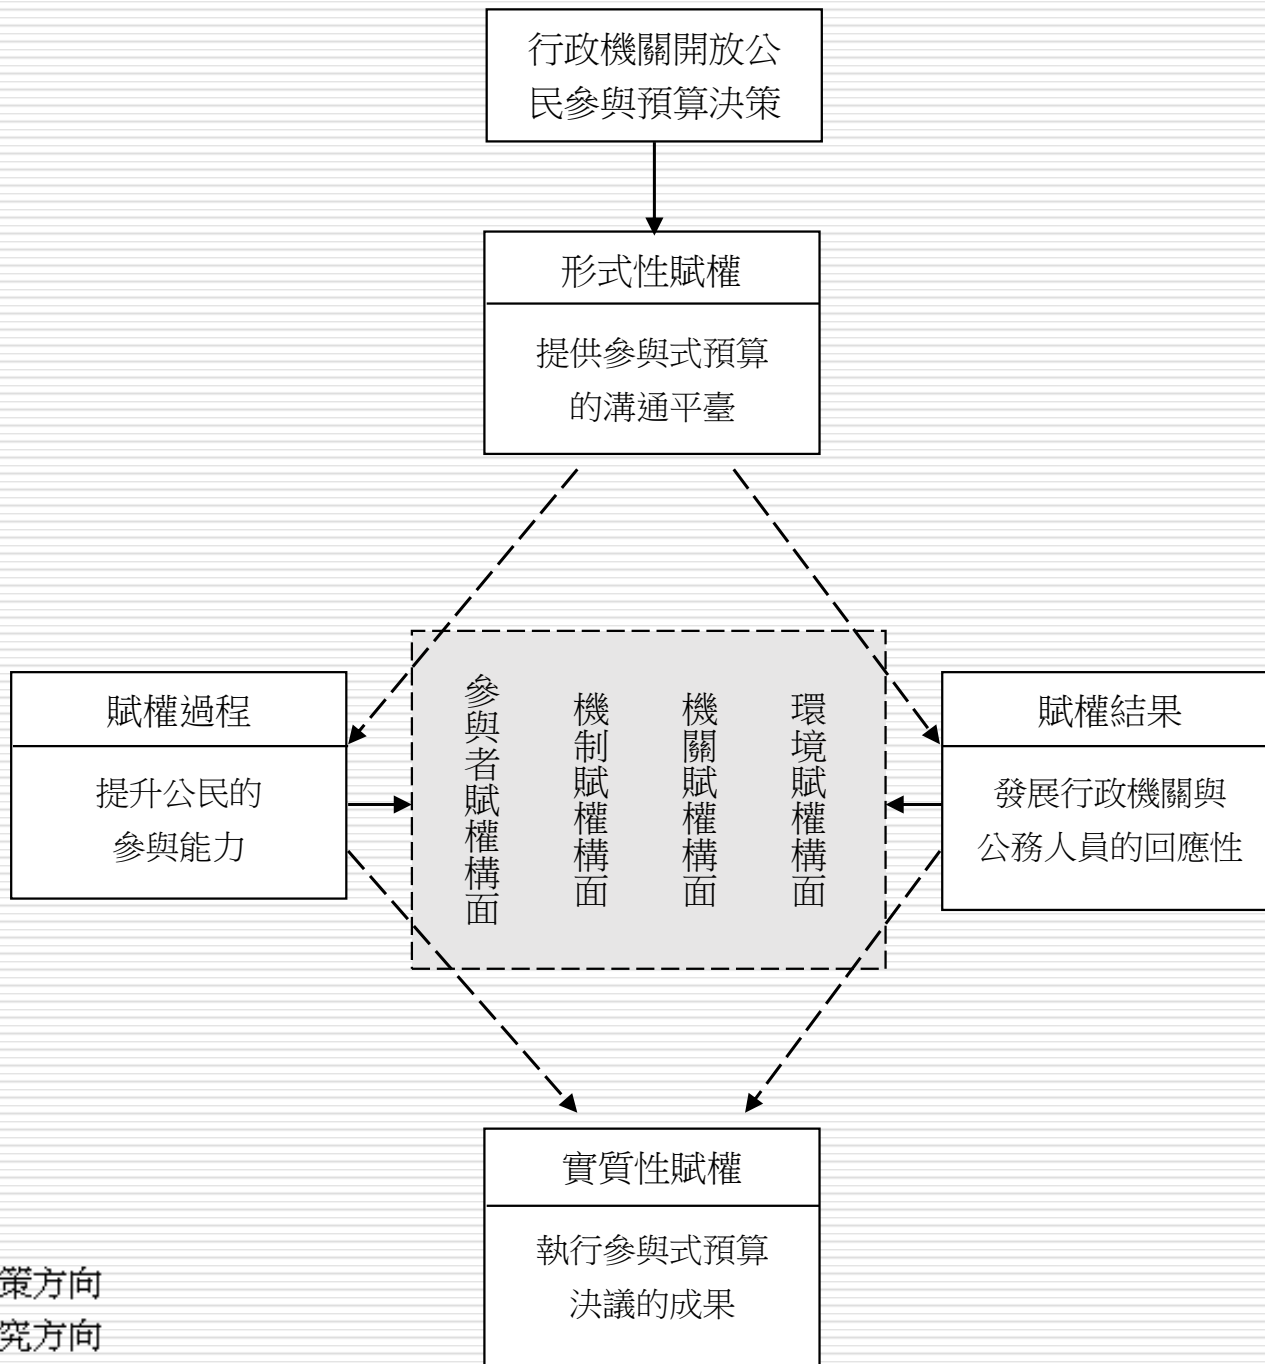 行政機關開放公
民參與預算決策
形式性賦權
提供參與式預算
的溝通平臺
賦權過程
提升公民的
參與能力
參與者賦權構面
機制賦權構面
機關賦權構面
環境賦權構面
賦權結果
發展行政機關與
公務人員的回應性
實質性賦權
執行參與式預算
決議的成果
策方向
究方向